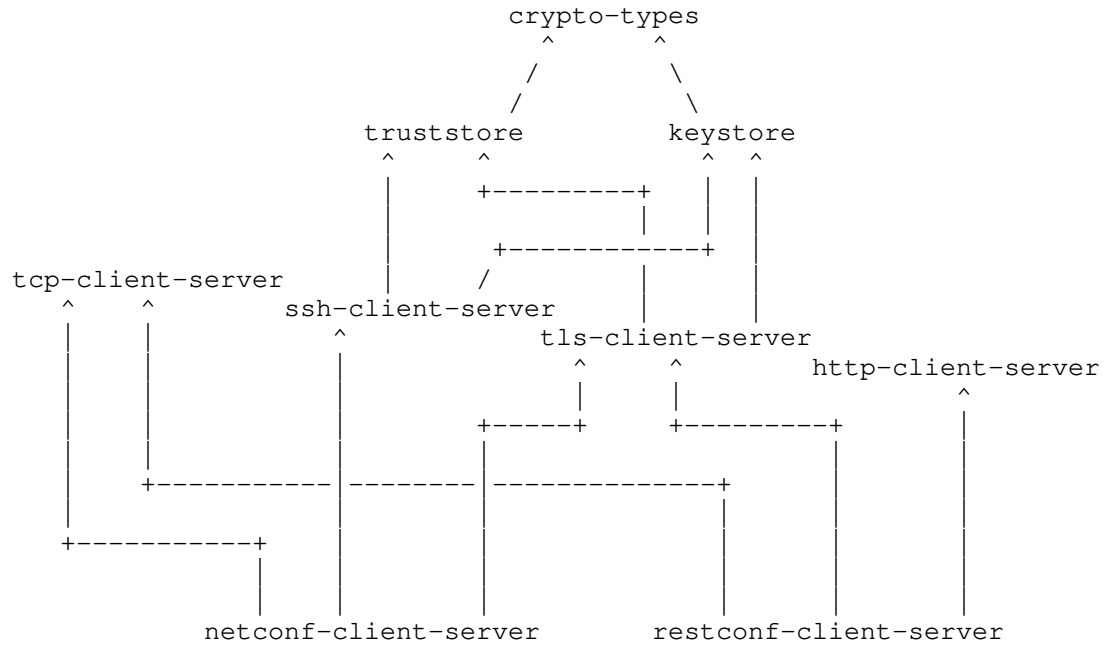 crypto-types
truststore keystore
tcp-client-server
ssh-client-server
tls-client-server
http-client-server
netconf-client-server restconf-client-server